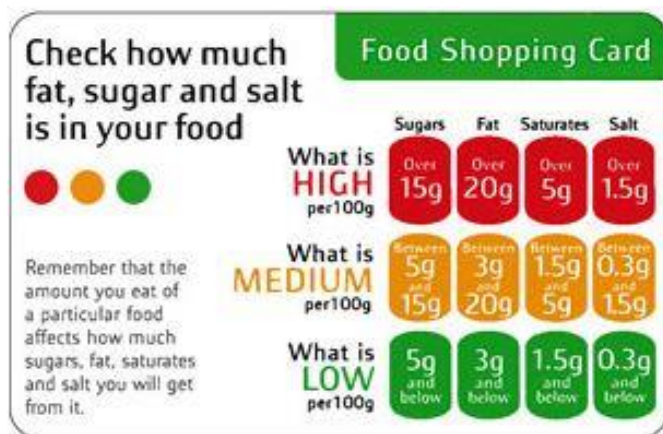 Check how much
fat, sugar and salt
is in your food
Remember that the
amount you eat of
a particular food
affects how much
sugars, fat, saturates
and salt you will get
from it.
Food Shopping Card
Sugars Fat Saturates Salt
What is
HIGH
per100g
Over Over Over Over
15g 20g 5g 1.5g
What is
MEDIUM
per100g
Between Between Between Between
5g 3g 1.5g 0.3g
and and and and
15g 20g 5g 1.5g
What is
LOW
per100g
5g 3g 1.5g 0.3g
and and and and
below below below below